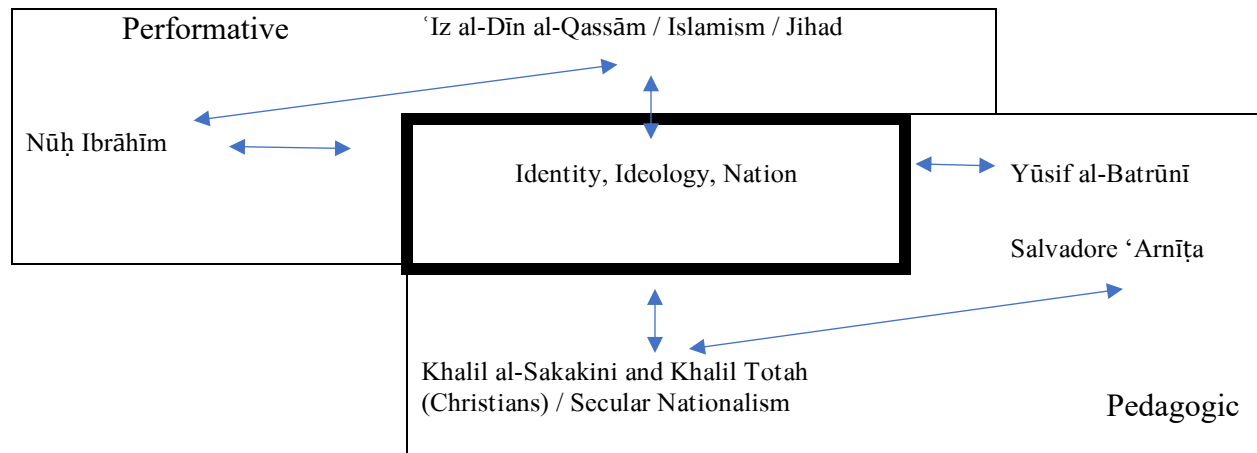 Performative
ʿIz al-Dīn al-Qassām / Islamism / Jihad
Nūḥ Ibrāhīm
Identity, Ideology, Nation
Yūsif al-Batrūnī
Salvadore ‘Arnīṭa
Khalil al-Sakakini and Khalil Totah
(Christians) / Secular Nationalism
Pedagogic